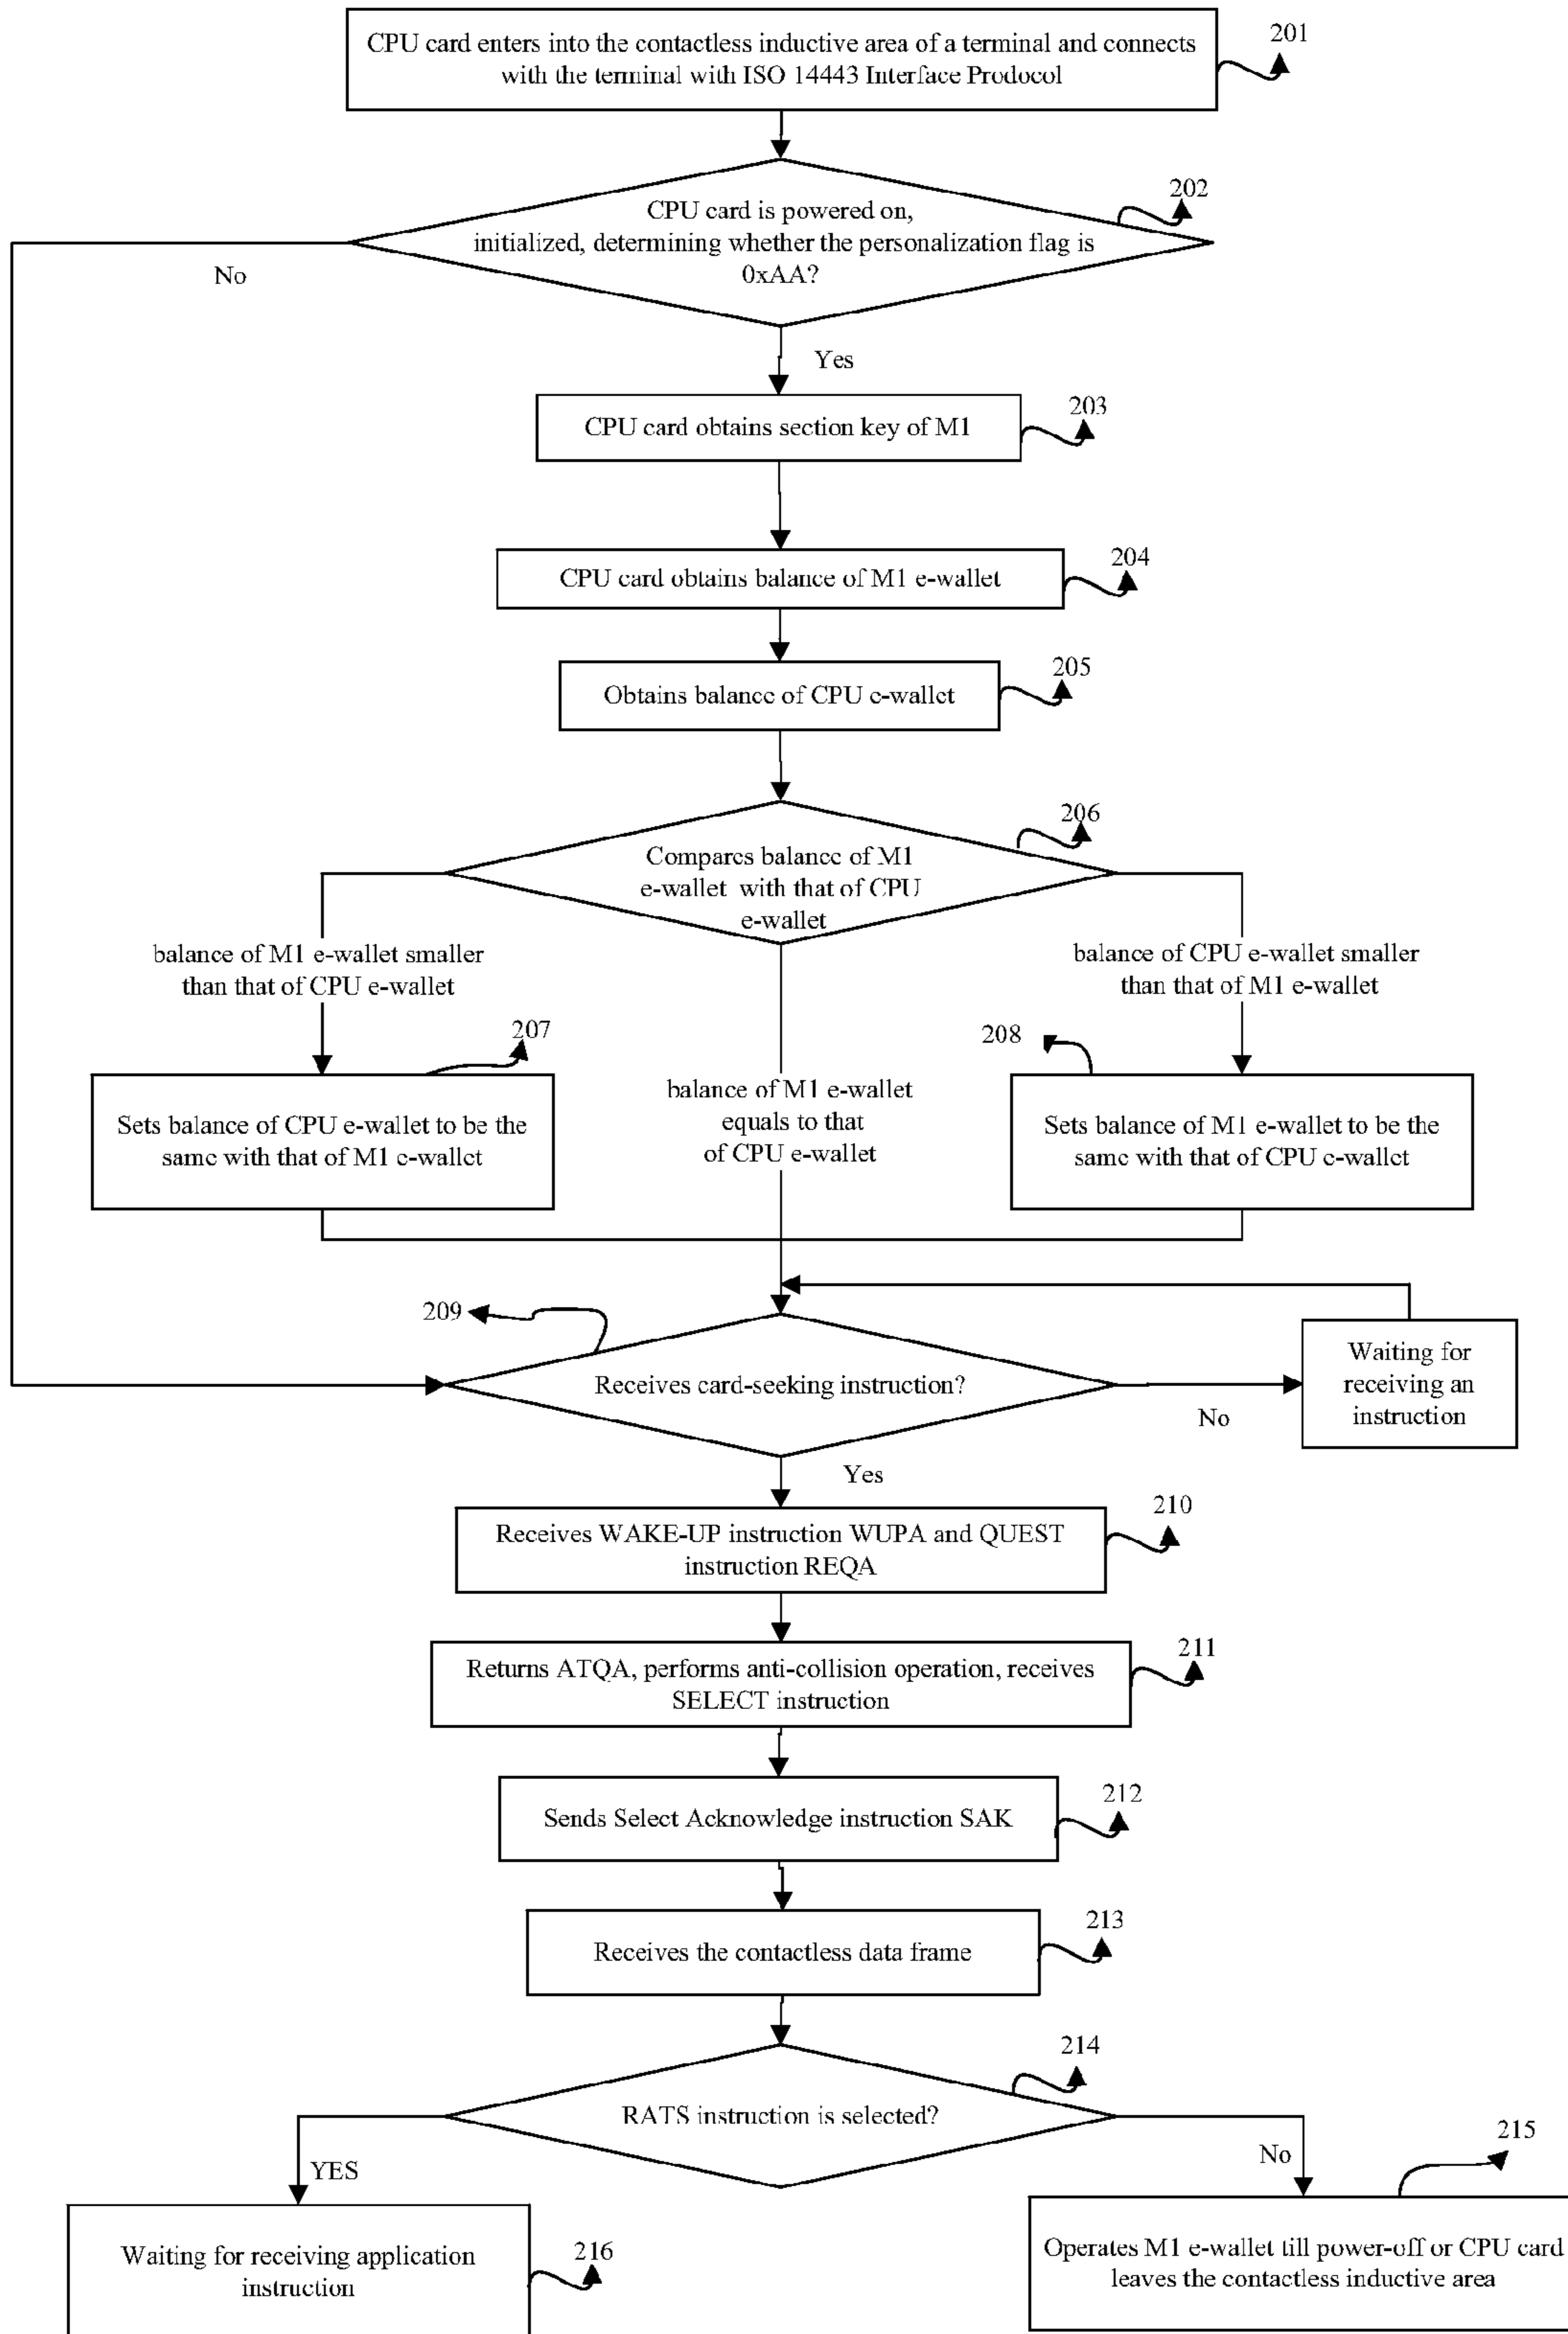 CPU card enters into the contactless inductive area of a terminal and connects
with the terminal with ISO 14443 Interface Prodocol
201
202
CPU card is powered on,
initialized, determining whether the personalization flag is
0xAA?
No
Yes
203
CPU card obtains section key of M1
204
CPU card obtains balance of M1 e-wallet
205
Obtains balance of CPU e-wallet
206
Compares balance of M1
e-wallet with that of CPU
e-wallet
balance of M1 e-wallet smaller
than that of CPU e-wallet
balance of CPU e-wallet smaller
than that of M1 e-wallet
207
208
Sets balance of CPU e-wallet to be the
same with that of M1 e-wallet
balance of M1 e-wallet
equals to that
of CPU e-wallet
Sets balance of M1 e-wallet to be the
same with that of CPU e-wallet
209
Receives card-seeking instruction?
No
Waiting for
receiving an
instruction
Yes
210
Receives WAKE-UP instruction WUPA and QUEST
instruction REQA
211
Returns ATQA, performs anti-collision operation, receives
SELECT instruction
212
Sends Select Acknowledge instruction SAK
213
Receives the contactless data frame
214
RATS instruction is selected?
YES
No
215
Waiting for receiving application
instruction
216
Operates M1 e-wallet till power-off or CPU card
leaves the contactless inductive area